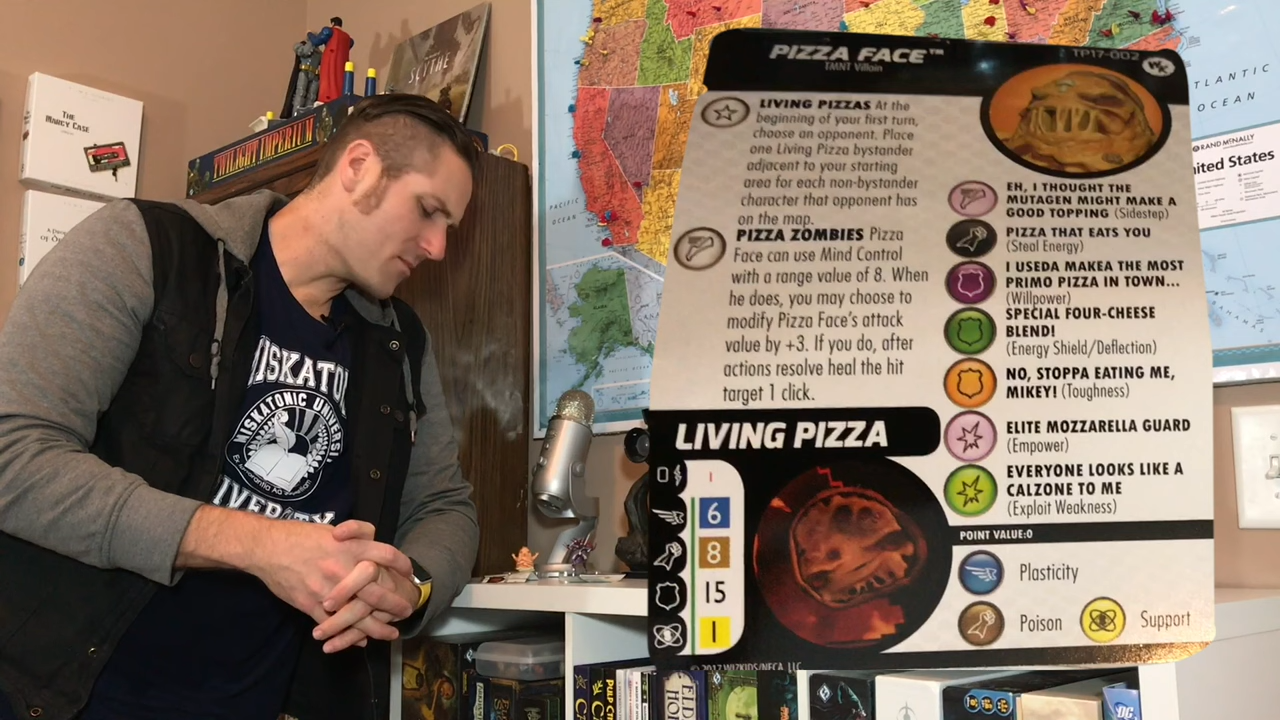 THE
MARCY CASE
TWILIGHT IMPERIUM
SCYTHE
MISKATONIC UNIVERSI
PACIFIC
OCEAN
ATLANTIC
OCEAN
RAND MCNALLY
nited States
PIZZA FACE™
TMNT Villain
TP17-002
WK
LIVING PIZZAS At the
beginning of your first turn,
choose an opponent. Place
one Living Pizza bystander
adjacent to your starting
area for each non-bystander
character that opponent has
on the map.
PIZZA ZOMBIES Pizza
Face can use Mind Control
with a range value of 8. When
he does, you may choose to
modify Pizza Face's attack
value by +3. If you do, after
actions resolve heal the hit
target 1 click.
EH, I THOUGHT THE
MUTAGEN MIGHT MAKE A
GOOD TOPPING (Sidestep)
PIZZA THAT EATS YOU
(Steal Energy)
I USEDA MAKEA THE MOST
PRIMO PIZZA IN TOWN...
(Willpower)
SPECIAL FOUR-CHEESE
BLEND!
(Energy Shield/Deflection)
NO, STOPPA EATING ME,
MIKEY! (Toughness)
ELITE MOZZARELLA GUARD
(Empower)
EVERYONE LOOKS LIKE A
CALZONE TO ME
(Exploit Weakness)
LIVING PIZZA
1
6
8
15
1
POINT VALUE:0
Plasticity
Poison
Support
© 2017 WIZKIDS/NECA, LLC
DC